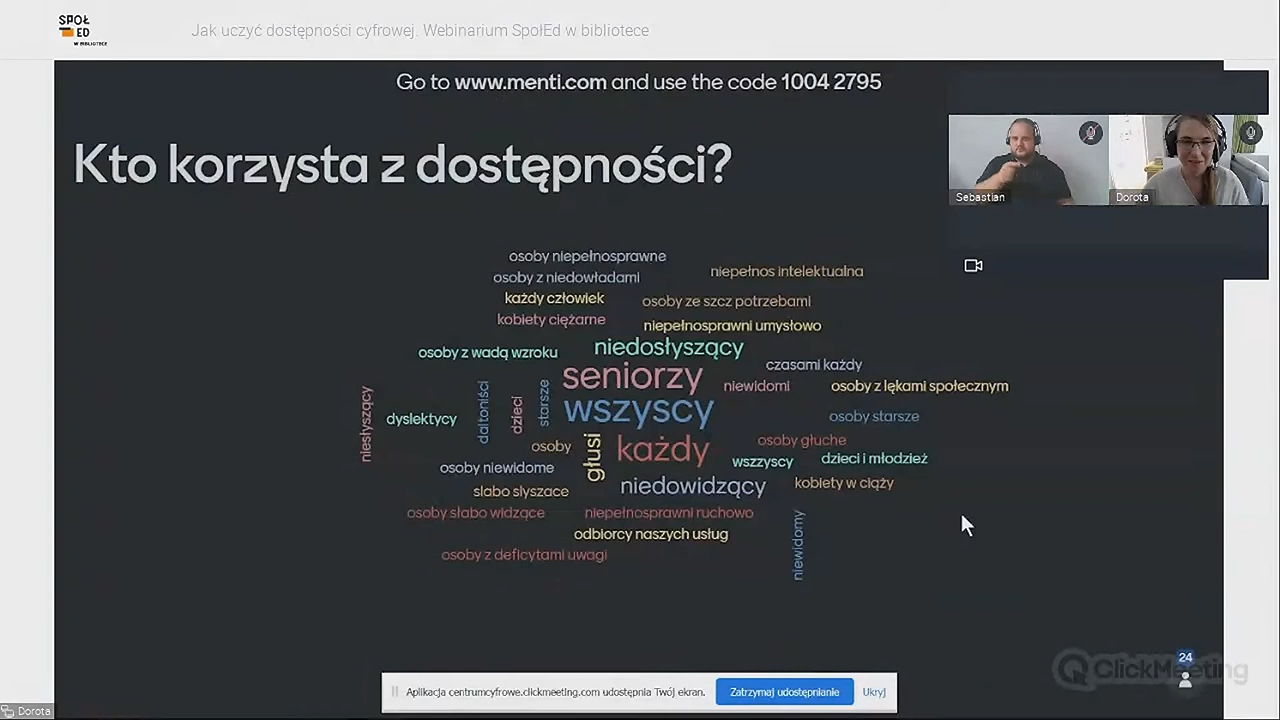 SPOŁ
ED
W BIBLIOTECE
Jak uczyć dostępności cyfrowej. Webinarium SpołEd w bibliotece
Go to www.menti.com and use the code 1004 2795
Kto korzysta z dostępności?
Sebastian
Dorota
osoby niepełnosprawne
niepełnos intelektualna
osoby z niedowładami
każdy człowiek
osoby ze szcz potrzebami
kobiety ciężarne
niepełnosprawni umysłowo
osoby z wadą wzroku
niedosłyszący
czasami każdy
seniorzy
niewidomi
osoby z lękami społecznym
niesłyszący
dyslektycy
daltoniści
dzieci
starsze
wszyscy
osoby starsze
osoby
głusi
każdy
osoby głuche
wszzyscy
dzieci i młodzież
osoby niewidome
niedowidzący
kobiety w ciąży
slabo slyszace
osoby słabo widzące
niepełnosprawni ruchowo
odbiorcy naszych usług
niewidomy
osoby z deficytami uwagi
24
ClickMeeting
Aplikacja centrumcyfrowe.clickmeeting.com udostępnia Twój ekran.
Zatrzymaj udostępnianie
Ukryj
Dorota